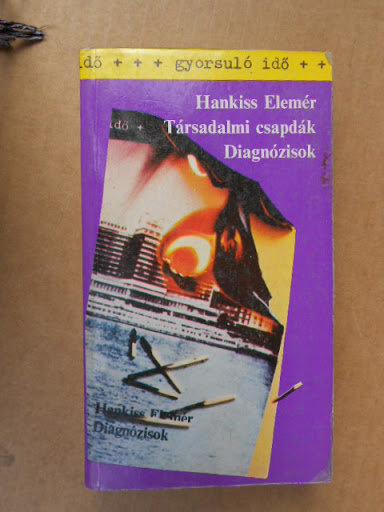 idő + + + gyorsuló idő + +
Hankiss Elemér
Társadalmi csapdák
Diagnózisok
idő +
Hankiss Elemér
Diagnózisok